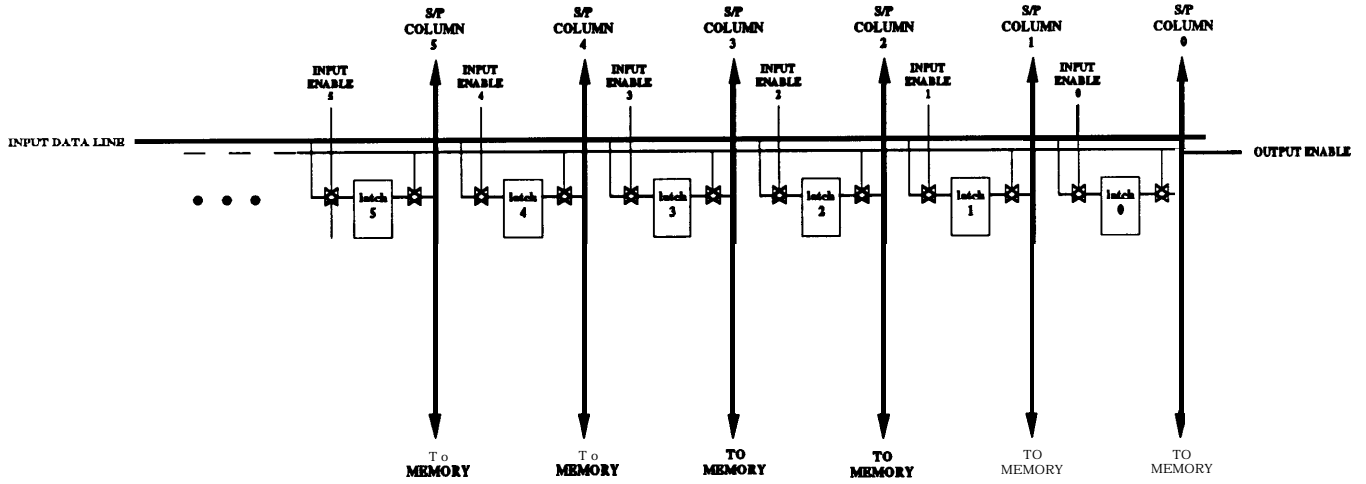 S/P
COLUMN
5
S/P
COLUMN
4
S/P
COLUMN
3
S/P
COLUMN
2
S/P
COLUMN
1
S/P
COLUMN
0
INPUT
ENABLE
5
INPUT
ENABLE
4
INPUT
ENABLE
3
INPUT
ENABLE
2
INPUT
ENABLE
1
INPUT
ENABLE
0
INPUT DATA LINE
OUTPUT ENABLE
latch
5
latch
4
latch
3
latch
2
latch
1
latch
0
To
MEMORY
To
MEMORY
TO
MEMORY
TO
MEMORY
TO
MEMORY
TO
MEMORY